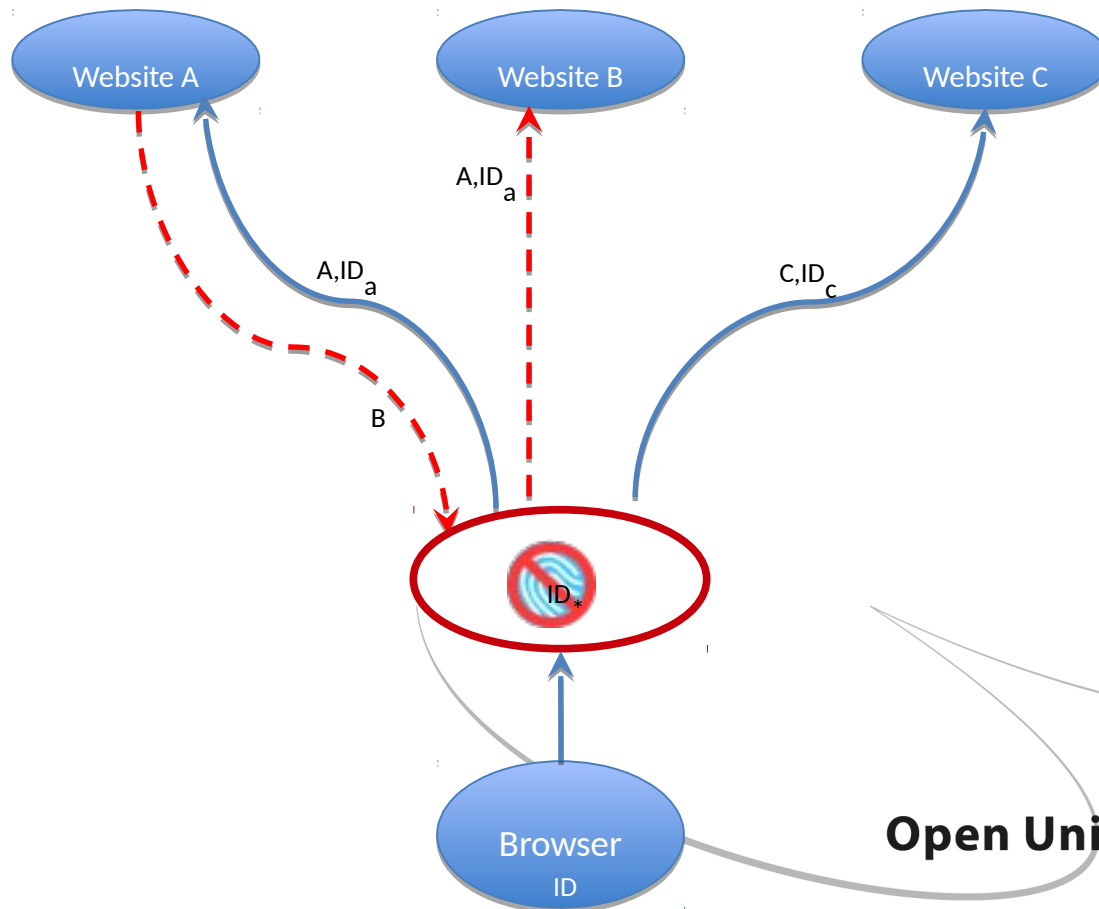 Website A
Website B
Website C
A,IDa
A,IDa
C,IDc
B
ID*
Browser
ID
Open Uni